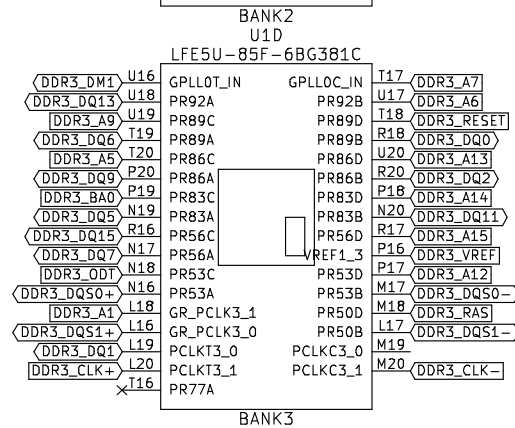 BANK2
U1D
LFE5U-85F-6BG381C
DDR3_DM1 U16 GPLL0T_IN GPLL0C_IN T17 DDR3_A7
DDR3_DQ13 U18 PR92A PR92B U17 DDR3_A6
DDR3_A9 U19 PR89C PR89D T18 DDR3_RESET
DDR3_DQ6 T19 PR89A PR89B R18 DDR3_DQ0
DDR3_A5 T20 PR86C PR86D U20 DDR3_A13
DDR3_DQ9 P20 PR86A PR86B R20 DDR3_DQ2
DDR3_BA0 P19 PR83C PR83D P18 DDR3_A14
DDR3_DQ5 N19 PR83A PR83B N20 DDR3_DQ11
DDR3_DQ15 R16 PR56C PR56D R17 DDR3_A15
DDR3_DQ7 N17 PR56A VREF1_3 P16 DDR3_VREF
DDR3_ODT N18 PR53C PR53D P17 DDR3_A12
DDR3_DQS0+ N16 PR53A PR53B M17 DDR3_DQS0-
DDR3_A1 L18 GR_PCLK3_1 PR50D M18 DDR3_RAS
DDR3_DQS1+ L16 GR_PCLK3_0 PR50B L17 DDR3_DQS1-
DDR3_DQ1 L19 PCLKT3_0 PCLKC3_0 M19
DDR3_CLK+ L20 PCLKT3_1 PCLKC3_1 M20 DDR3_CLK-
T16 PR77A
BANK3